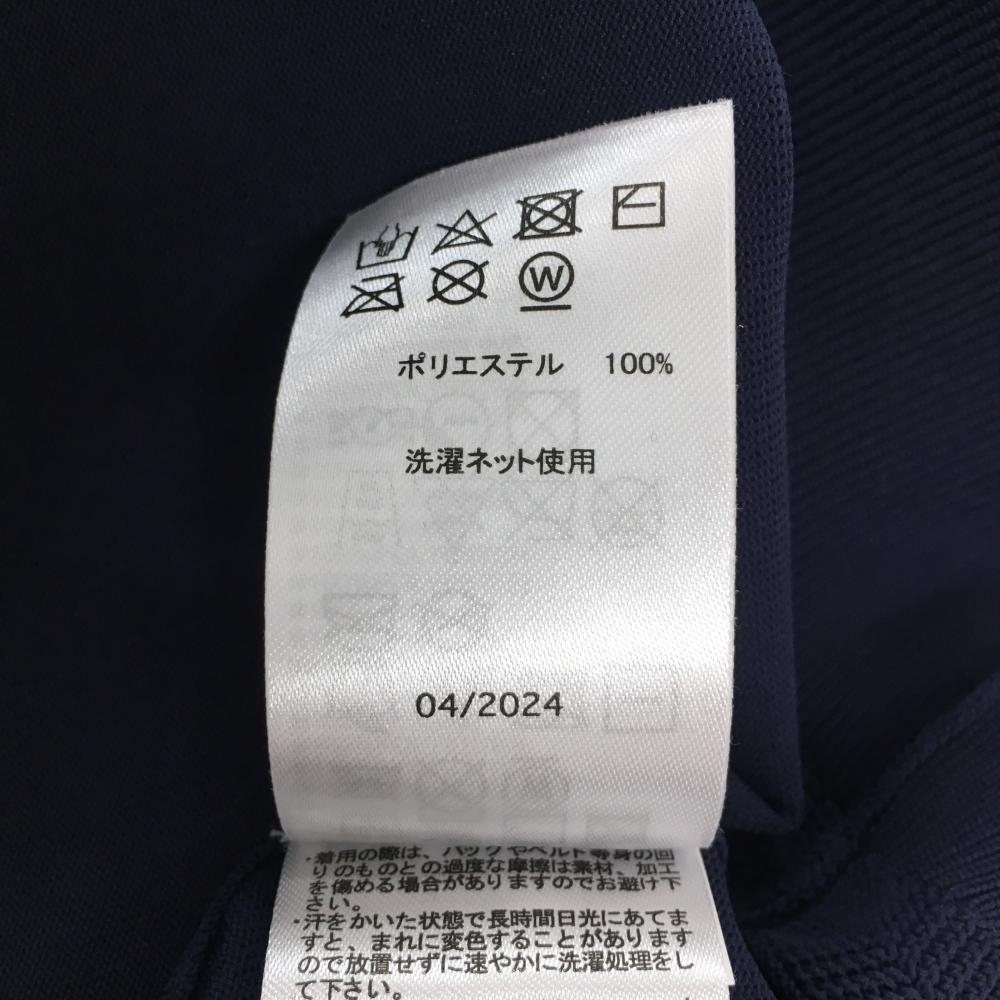 W
ポリエステル 100%
洗濯ネット使用
04/2024
・着用の際は、バッグやベルト等身の回
りのものとの過度な摩擦は素材、加工
を傷める場合がありますのでお避け下
さい。
・汗をかいた状態で長時間日光にあてま
すと、まれに変色することがあります
ので放置せずに速やかに洗濯処理をし
て下さい。